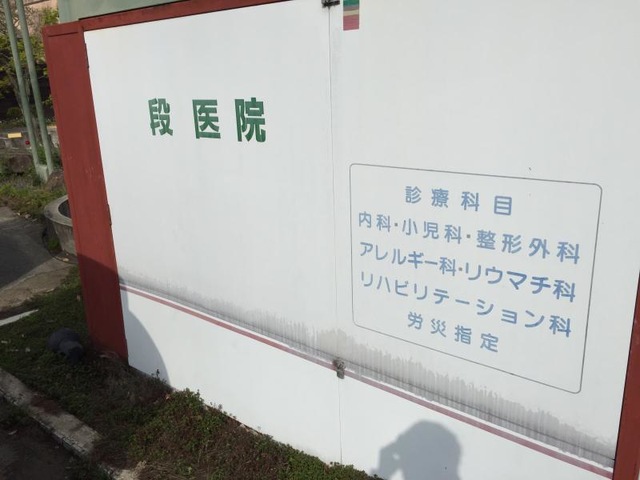 段医院
診療科目
内科・小児科・整形外科
アレルギー科・リウマチ科
リハビリテーション科
労災指定